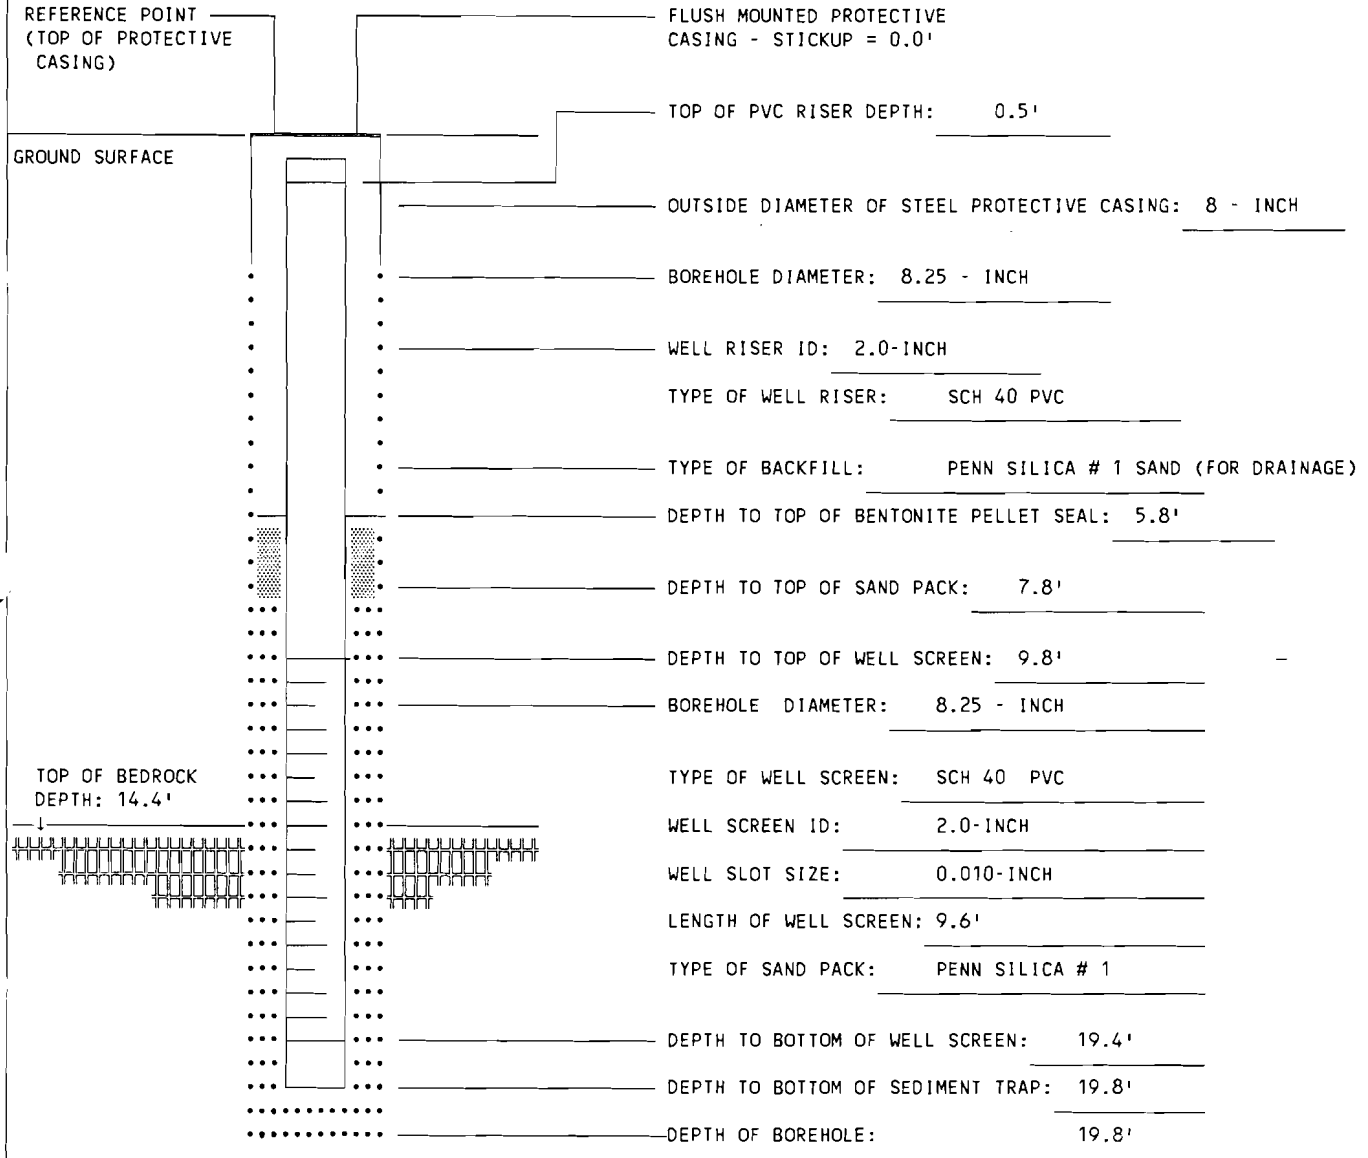 REFERENCE POINT
(TOP OF PROTECTIVE
CASING)
FLUSH MOUNTED PROTECTIVE
CASING - STICKUP = 0.0'
TOP OF PVC RISER DEPTH: 0.5'
GROUND SURFACE
OUTSIDE DIAMETER OF STEEL PROTECTIVE CASING: 8 - INCH
BOREHOLE DIAMETER: 8.25 - INCH
WELL RISER ID: 2.0-INCH
TYPE OF WELL RISER: SCH 40 PVC
TYPE OF BACKFILL: PENN SILICA # 1 SAND (FOR DRAINAGE)
DEPTH TO TOP OF BENTONITE PELLET SEAL: 5.8'
DEPTH TO TOP OF SAND PACK: 7.8'
DEPTH TO TOP OF WELL SCREEN: 9.8'
BOREHOLE DIAMETER: 8.25 - INCH
TOP OF BEDROCK
DEPTH: 14.4'
TYPE OF WELL SCREEN: SCH 40 PVC
WELL SCREEN ID: 2.0-INCH
WELL SLOT SIZE: 0.010-INCH
LENGTH OF WELL SCREEN: 9.6'
TYPE OF SAND PACK: PENN SILICA # 1
DEPTH TO BOTTOM OF WELL SCREEN: 19.4'
DEPTH TO BOTTOM OF SEDIMENT TRAP: 19.8'
DEPTH OF BOREHOLE: 19.8'